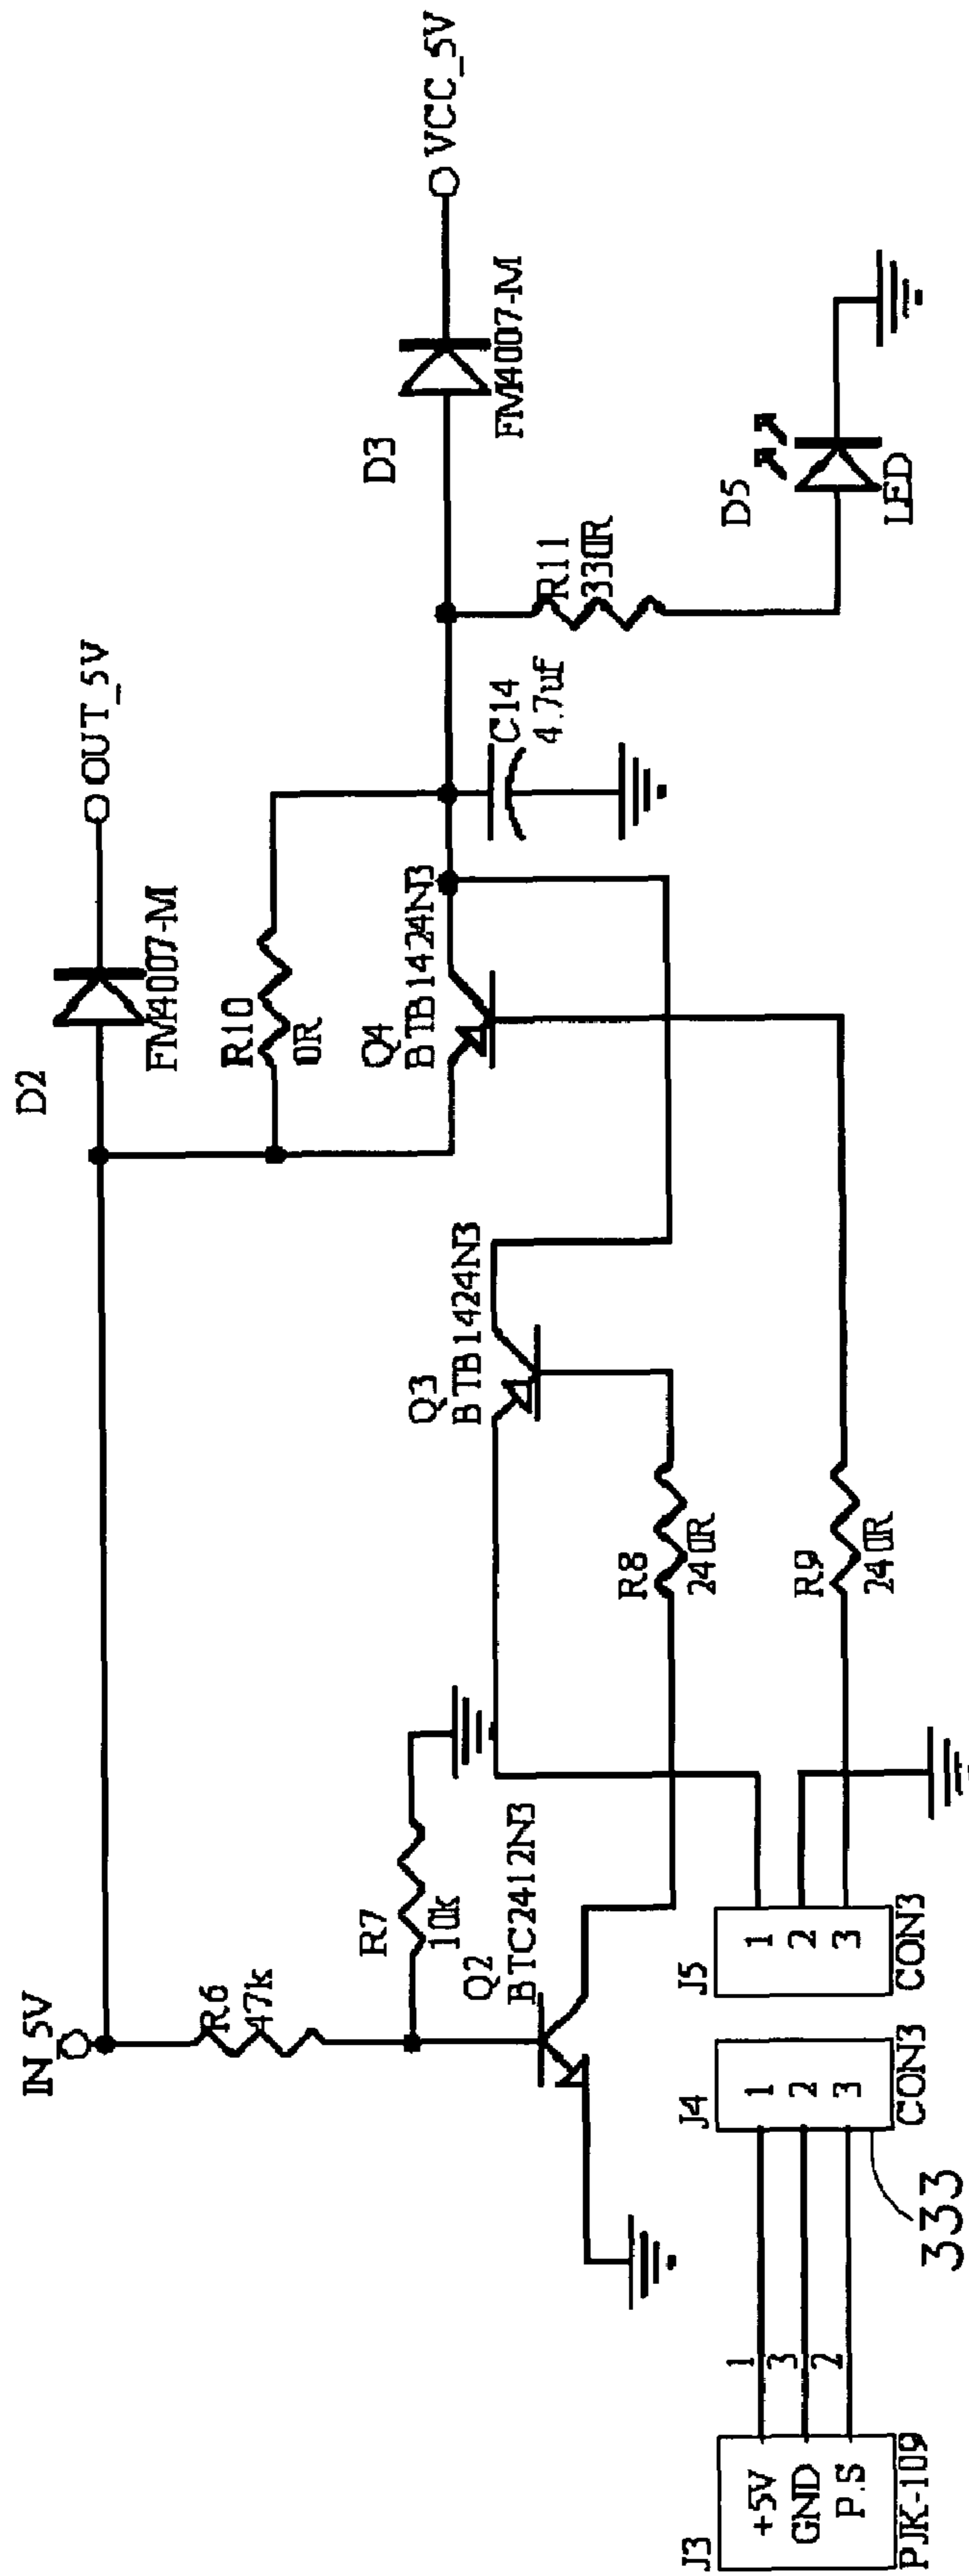 IN_5V
R6
47k
R7
10k
Q2
BTC2412N3
D2
FM4007-M
OUT_5V
R10
0R
Q4
BTB1424N3
Q3
BTB1424N3
D3
FM4007-M
VCC_5V
C14
4.7uf
R11
330R
D5
LED
R8
240R
R9
240R
J3
+5V
GND
P.S
PJK-109
1
3
2
J4
1
2
3
CON3
333
J5
1
2
3
CON3